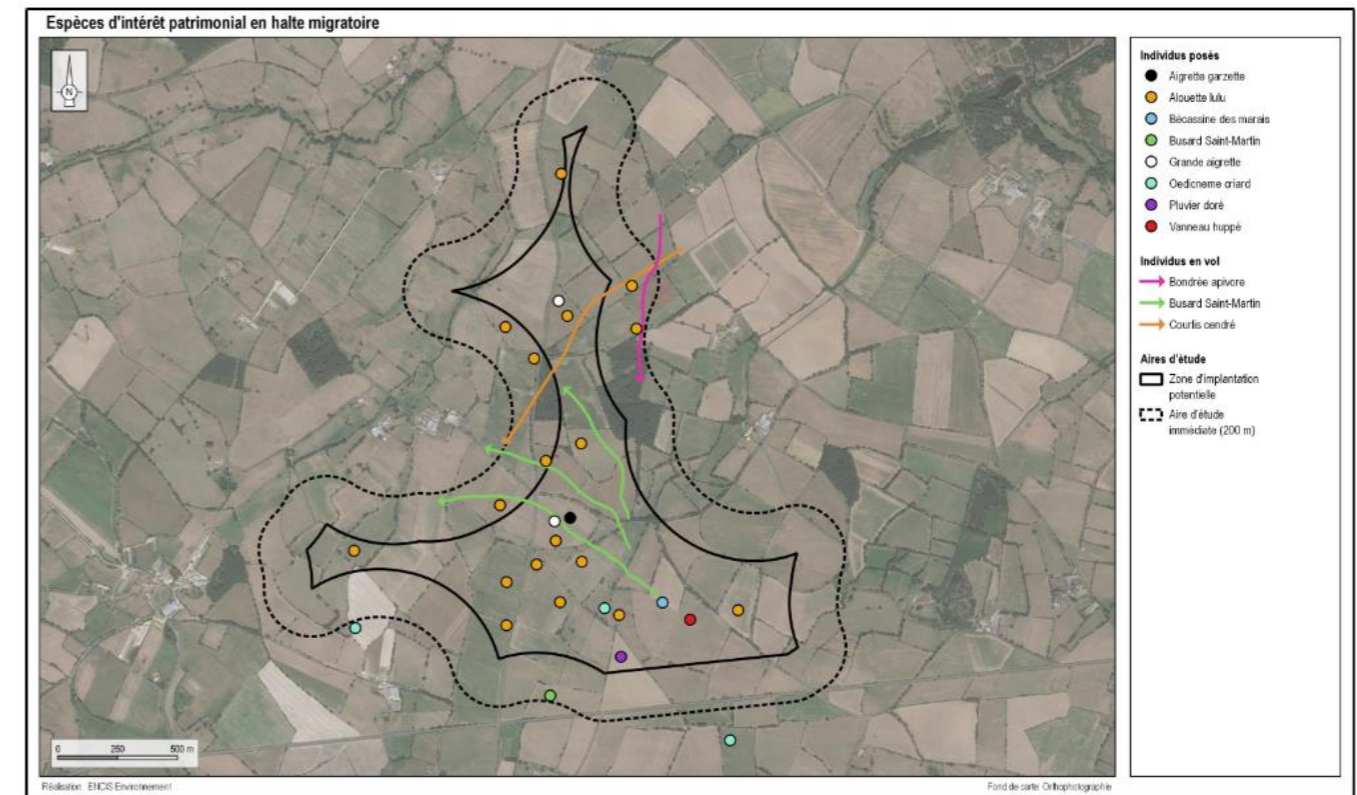 Espèces d'intérêt patrimonial en halte migratoire
N
Individus posés
Aigrette garzette
Alouette lulu
Bécassine des marais
Busard Saint-Martin
Grande aigrette
Oedicneme criard
Pluvier doré
Vanneau huppé
Individus en vol
Bondrée apivore
Busard Saint-Martin
Courlis cendré
Aires d'étude
Zone d'implantation
potentielle
Aire d'étude
immédiate (200 m)
0 250 500 m
Réalisation : ENCIS Environnement
Fond de carte: Orthophotographie